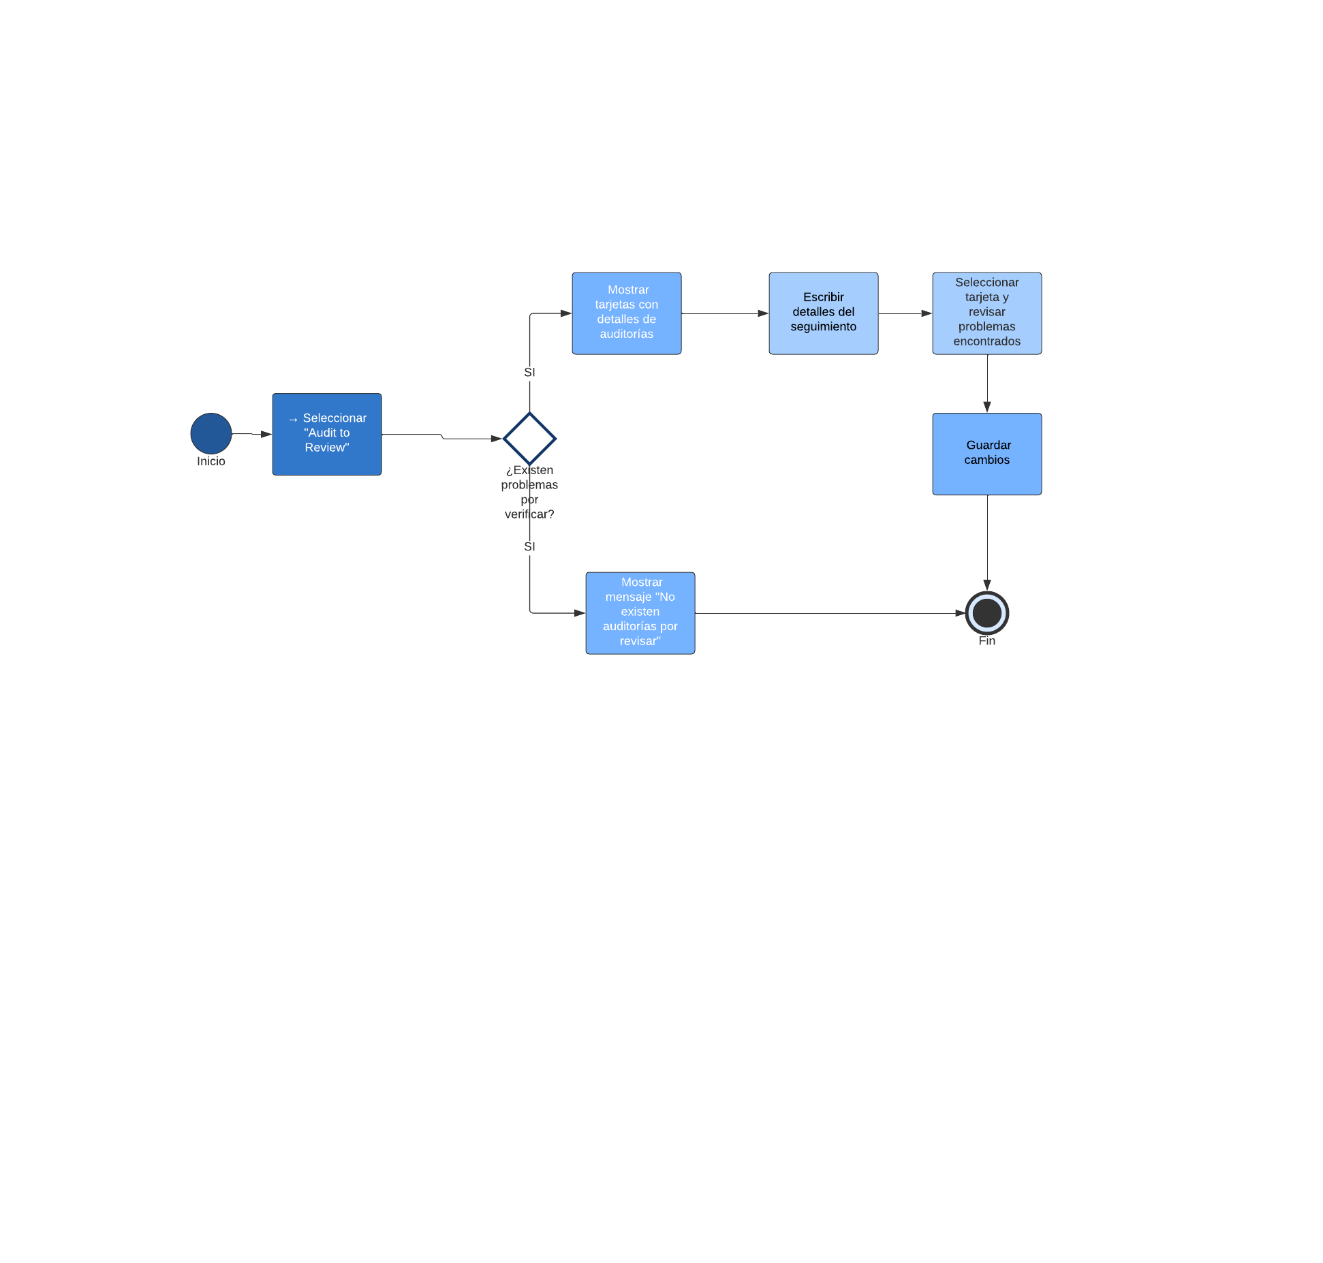 Mostrar
tarjetas con
detalles de
auditorías
Escribir
detalles del
seguimiento
Seleccionar
tarjeta y
revisar
problemas
encontrados
SI
→ Seleccionar
"Audit to
Review"
Inicio
¿Existen
problemas
por
verificar?
Guardar
cambios
SI
Mostrar
mensaje "No
existen
auditorías por
revisar"
Fin